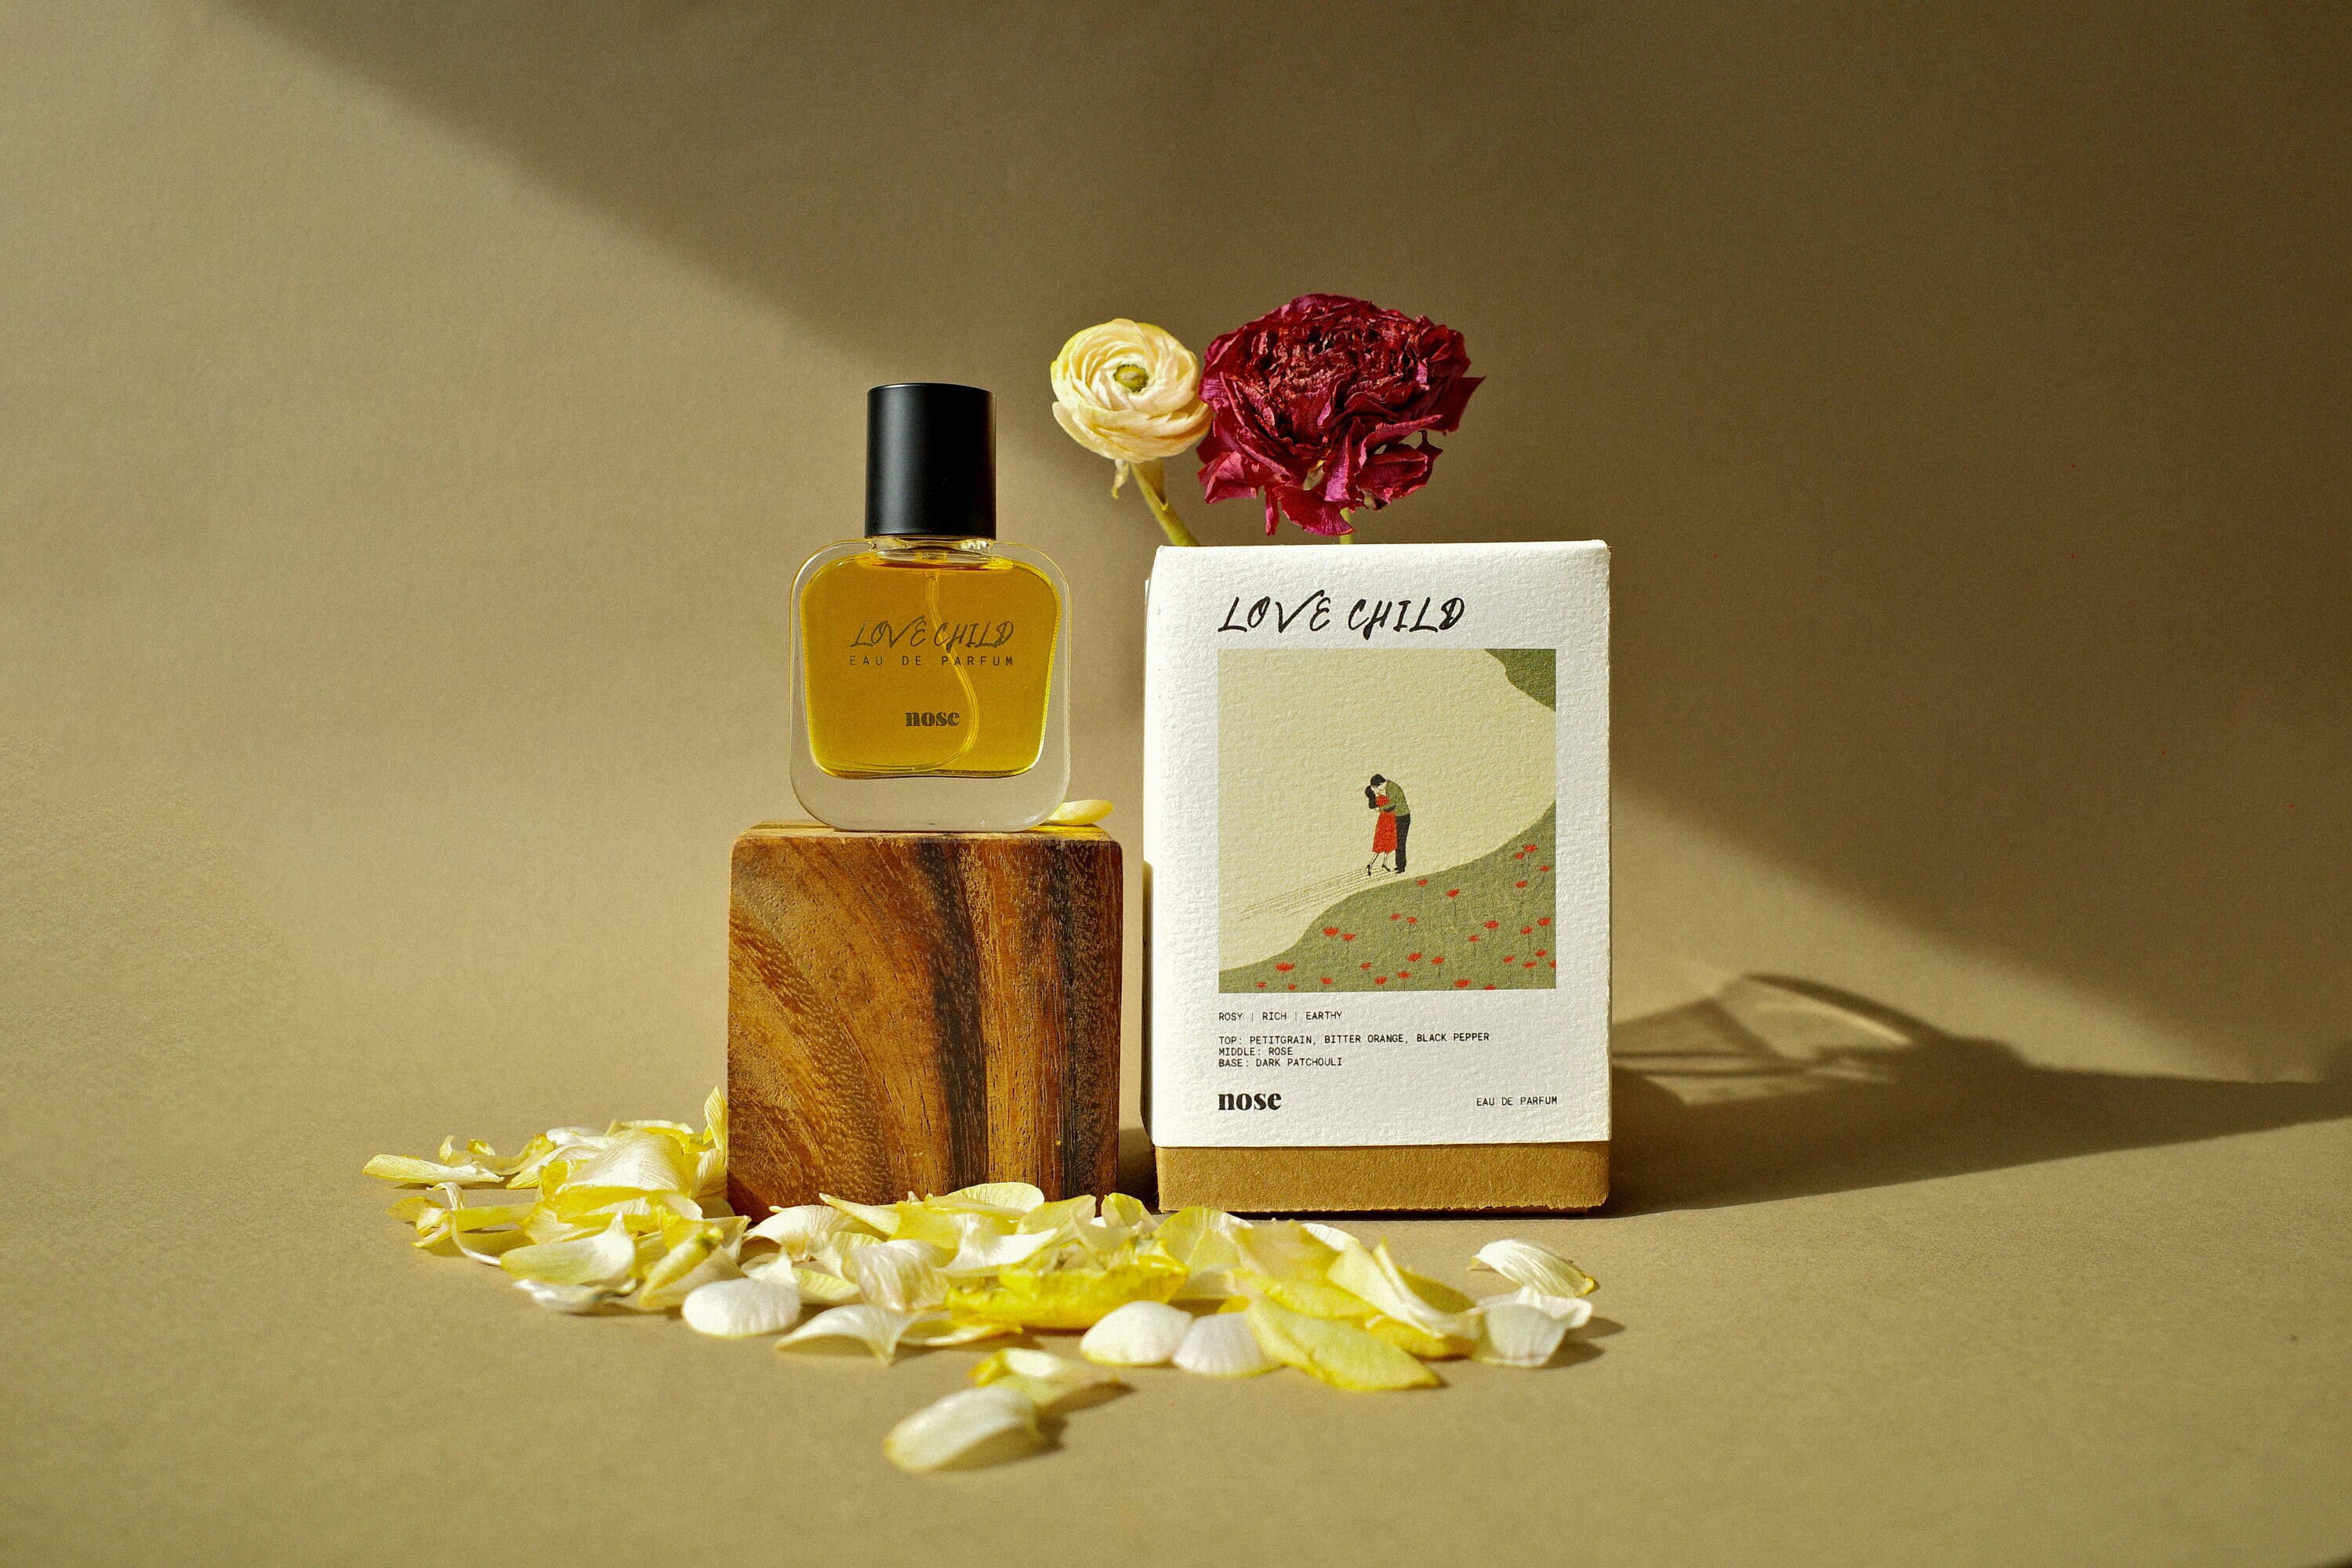 LOVE CHILD
EAU DE PARFUM
nose
LOVE CHILD
ROSY | RICH | EARTHY
TOP: PETITGRAIN, BITTER ORANGE, BLACK PEPPER
MIDDLE: ROSE
BASE: DARK PATCHOULI
nose
EAU DE PARFUM